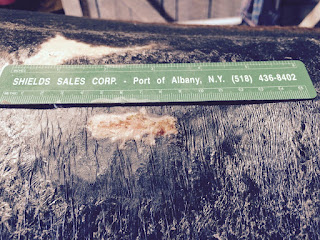 SHIELDS SALES CORP. - Port of Albany, N.Y. (518) 436-8402